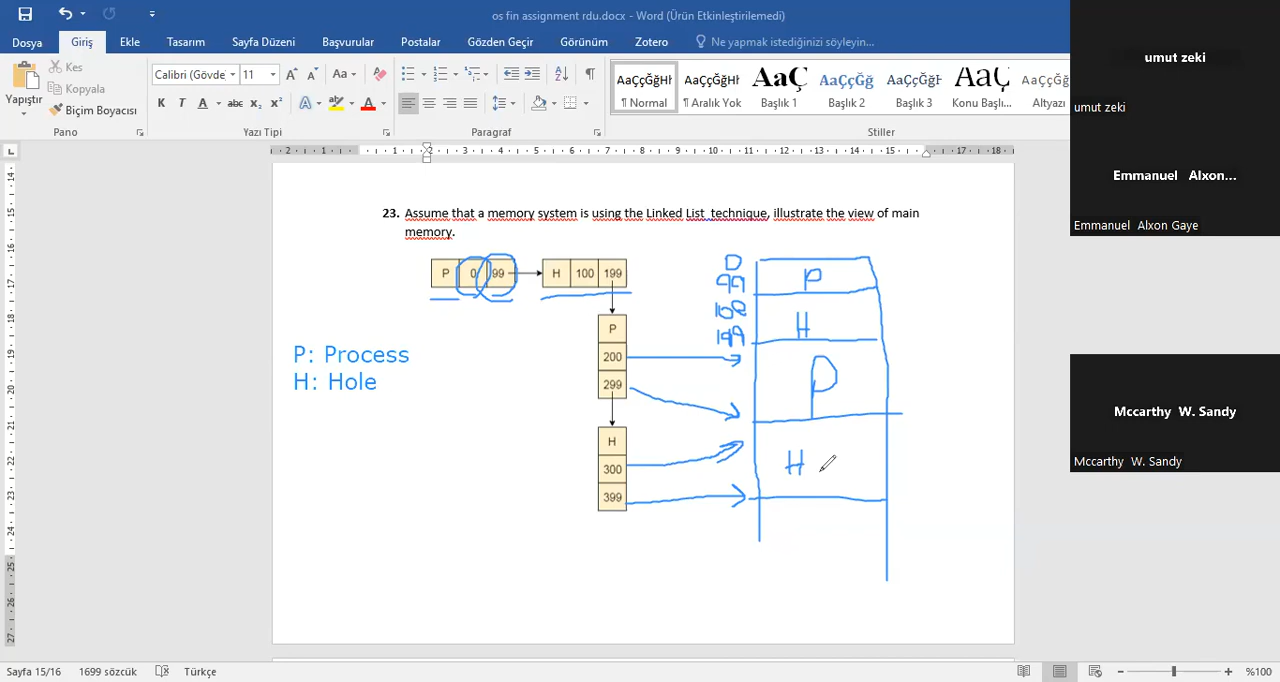 os fin assignment rdu.docx - Word (Ürün Etkinleştirilemedi)
Dosya Giriş Ekle Tasarım Sayfa Düzeni Başvurular Postalar Gözden Geçir Görünüm Zotero Ne yapmak istediğinizi söyleyin...
Yapıştır
Kes
Kopyala
Biçim Boyacısı
Pano
Calibri (Gövde 11
Yazı Tipi
Paragraf
AaÇçĞğHł
¶ Normal
AaÇçĞğHł
¶ Aralık Yok
AaÇ
Başlık 1
AaÇçĞğ
Başlık 2
AaÇçĞğł
Başlık 3
AaÇ
Konu Başlı...
AaÇçĞğ
Altyazı
Stiller
umut zeki
umut zeki
Emmanuel Alxon...
Emmanuel Alxon Gaye
Mccarthy W. Sandy
Mccarthy W. Sandy
23. Assume that a memory system is using the Linked List technique, illustrate the view of main
memory.
P 0 99
H 100 199
P
200
299
H
300
399
P: Process
H: Hole
0
99
199
P
H
P
H
Sayfa 15/16 1699 sözcük Türkçe
%100